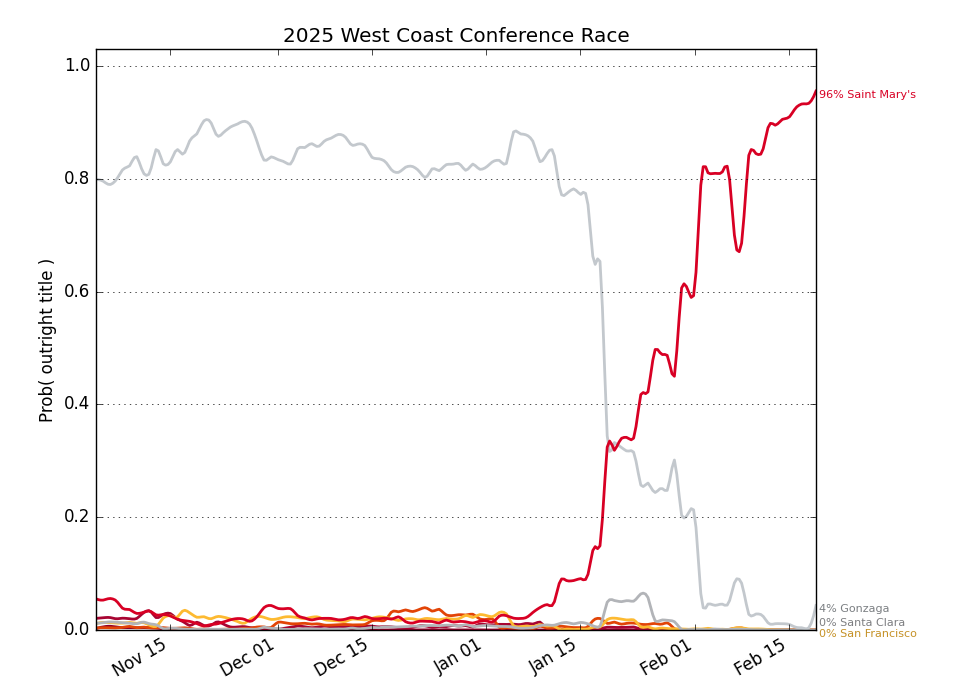 2025 West Coast Conference Race
Prob( outright title )
1.0
0.8
0.6
0.4
0.2
0.0
96% Saint Mary's
4% Gonzaga
0% Santa Clara
0% San Francisco
Nov 15
Dec 01
Dec 15
Jan 01
Jan 15
Feb 01
Feb 15